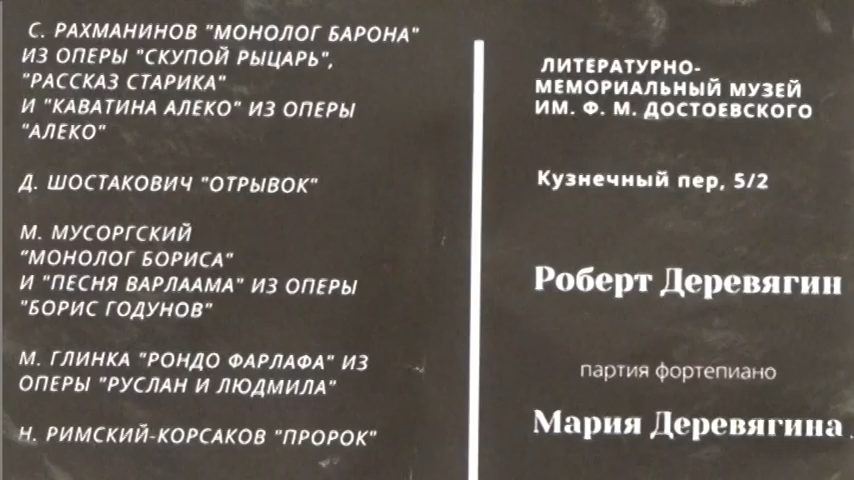 С. РАХМАНИНОВ "МОНОЛОГ БАРОНА"
ИЗ ОПЕРЫ "СКУПОЙ РЫЦАРЬ",
"РАССКАЗ СТАРИКА"
И "КАВАТИНА АЛЕКО" ИЗ ОПЕРЫ
"АЛЕКО"
Д. ШОСТАКОВИЧ "ОТРЫВОК"
М. МУСОРГСКИЙ
"МОНОЛОГ БОРИСА"
И "ПЕСНЯ ВАРЛААМА" ИЗ ОПЕРЫ
"БОРИС ГОДУНОВ"
М. ГЛИНКА "РОНДО ФАРЛАФА" ИЗ
ОПЕРЫ "РУСЛАН И ЛЮДМИЛА"
Н. РИМСКИЙ-КОРСАКОВ "ПРОРОК"
ЛИТЕРАТУРНО-
МЕМОРИАЛЬНЫЙ МУЗЕЙ
ИМ. Ф. М. ДОСТОЕВСКОГО
Кузнечный пер, 5/2
Роберт Деревягин
партия фортепиано
Мария Деревягина